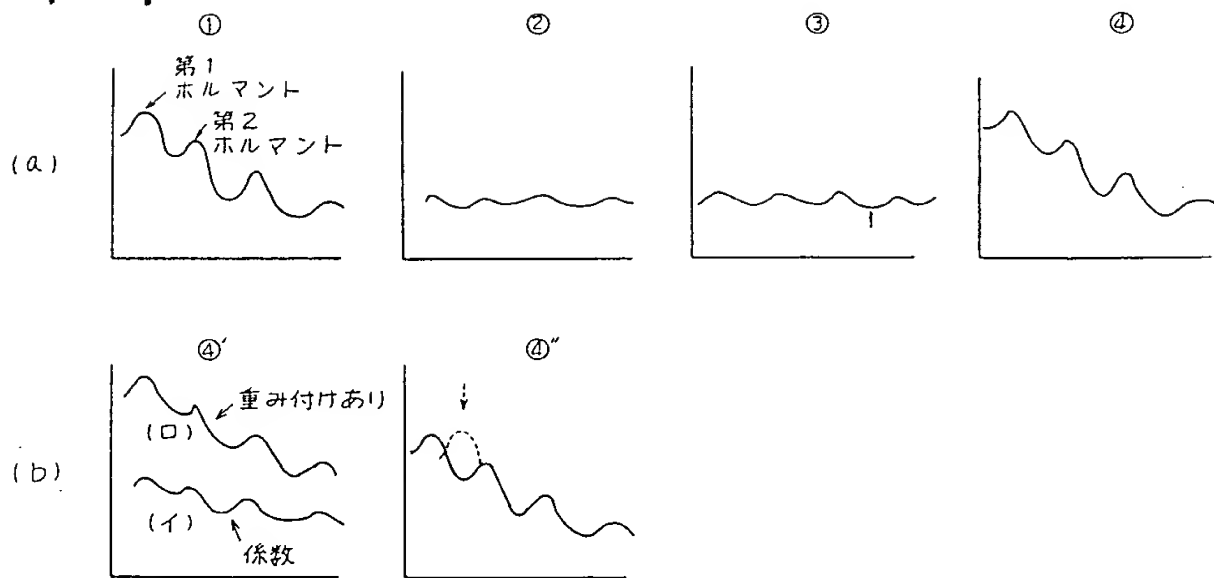 ① ② ③ ④
第1
ホルマント
第2
ホルマント
(a)
④' ④"
重み付けあり
(ロ)
(b)
(イ)
係数